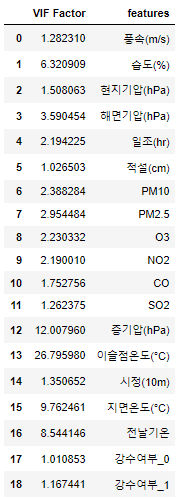 VIF Factor features
0 1.282310 풍속(m/s)
1 6.320909 습도(%)
2 1.508063 현지기압(hPa)
3 3.590454 해면기압(hPa)
4 2.194225 일조(hr)
5 1.026503 적설(cm)
6 2.388284 PM10
7 2.954484 PM2.5
8 2.230332 O3
9 2.190010 NO2
10 1.752756 CO
11 1.262375 SO2
12 12.007960 증기압(hPa)
13 26.795980 이슬점온도(°C)
14 1.350652 시정(10m)
15 9.762461 지면온도(°C)
16 8.544146 전날기온
17 1.010853 강수여부_0
18 1.167441 강수여부_1